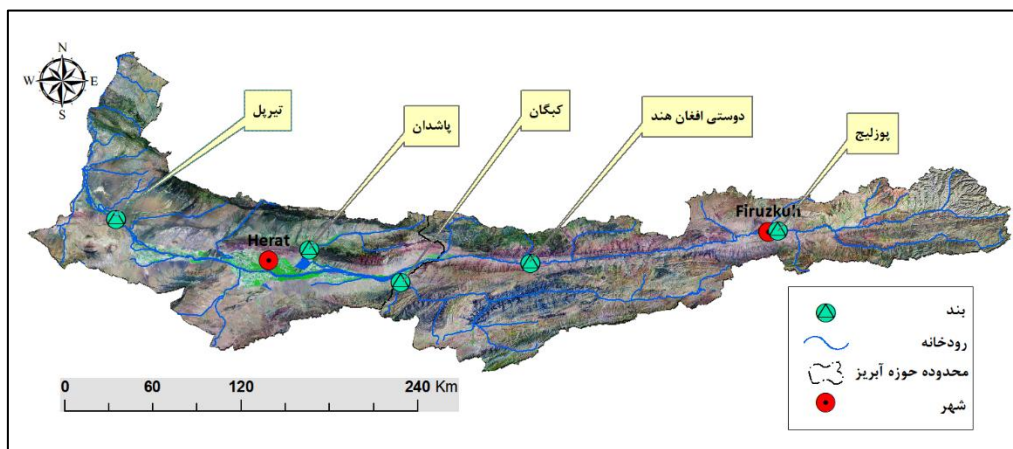 N
W E
S
تیرپل
پاشدان
کبگان
دوستی افغان هند
پوزلیچ
Firuzkuh
Herat
بند
رودخانه
محدوده حوزه آبریز
شهر
0 60 120 240 Km